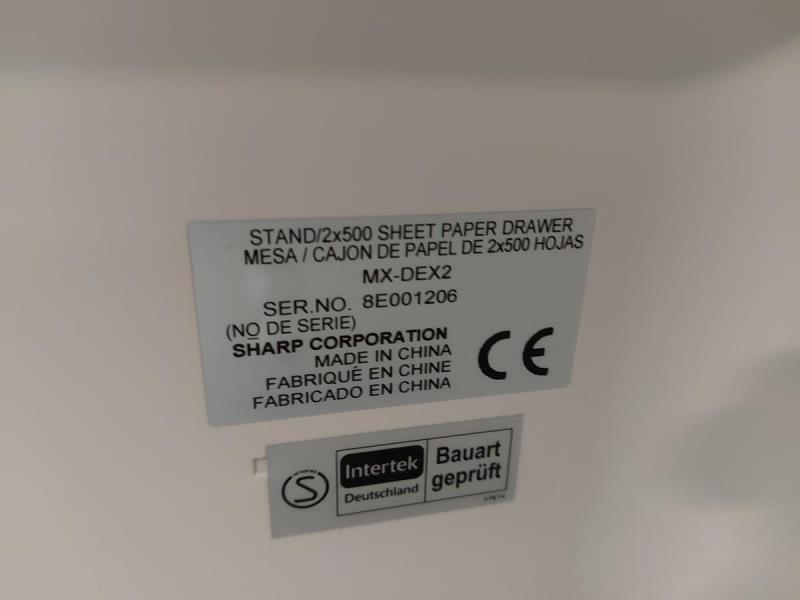 STAND/2x500 SHEET PAPER DRAWER
MESA / CAJON DE PAPEL DE 2x500 HOJAS
MX-DEX2
SER.NO. 8E001206
(NO DE SERIE)
SHARP CORPORATION
MADE IN CHINA
FABRIQUÉ EN CHINE
FABRICADO EN CHINA
CE
S
Intertek
Deutschland
Bauart
geprüft